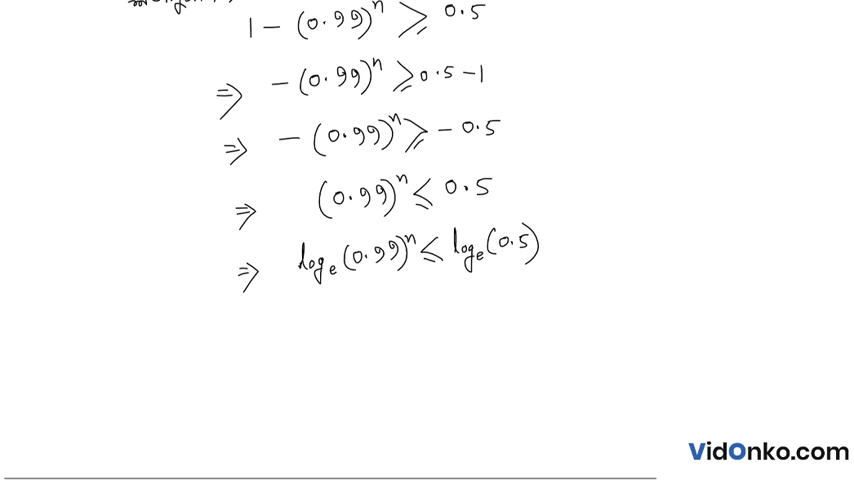 1 - (0.99)^n ⩾ 0.5
⇒ -(0.99)^n ⩾ 0.5 - 1
⇒ -(0.99)^n ⩾ -0.5
⇒ (0.99)^n ⩽ 0.5
⇒ log_e(0.99)^n ⩽ log_e(0.5)
VidOnko.com